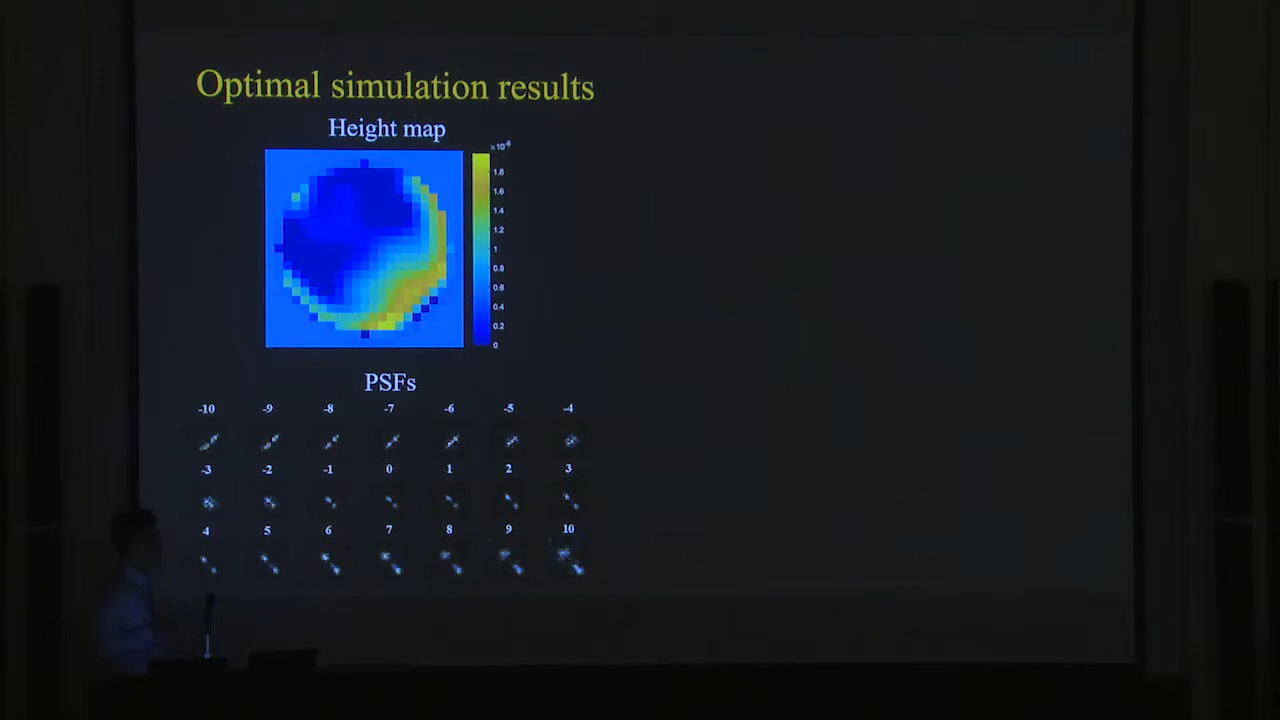 Optimal simulation results
Height map
×10⁻⁶
1.8
1.6
1.4
1.2
1
0.8
0.6
0.4
0.2
0
PSFs
-10 -9 -8 -7 -6 -5 -4
-3 -2 -1 0 1 2 3
4 5 6 7 8 9 10